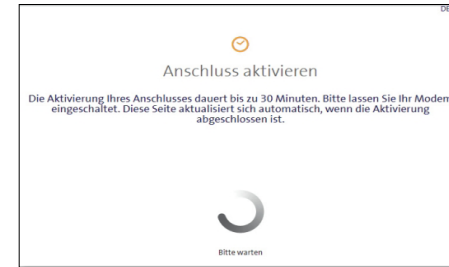 DE
Anschluss aktivieren
Die Aktivierung Ihres Anschlusses dauert bis zu 30 Minuten. Bitte lassen Sie Ihr Modem
eingeschaltet. Diese Seite aktualisiert sich automatisch, wenn die Aktivierung
abgeschlossen ist.
Bitte warten